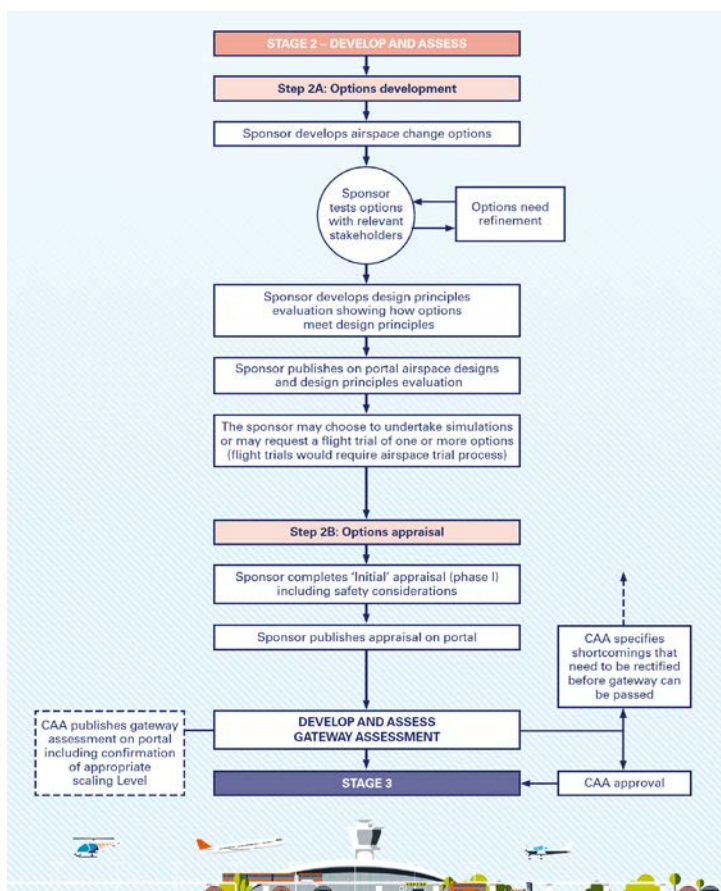 STAGE 2 – DEVELOP AND ASSESS
Step 2A: Options development
Sponsor develops airspace change options
Sponsor
tests options
with relevant
stakeholders
Options need
refinement
Sponsor develops design principles
evaluation showing how options
meet design principles
Sponsor publishes on portal airspace designs
and design principles evaluation
The sponsor may choose to undertake simulations
or may request a flight trial of one or more options
(flight trials would require airspace trial process)
Step 2B: Options appraisal
Sponsor completes ‘Initial’ appraisal (phase I)
including safety considerations
Sponsor publishes appraisal on portal
CAA specifies
shortcomings that
need to be rectified
before gateway can
be passed
CAA publishes gateway
assessment on portal
including confirmation
of appropriate
scaling Level
DEVELOP AND ASSESS
GATEWAY ASSESSMENT
STAGE 3
CAA approval